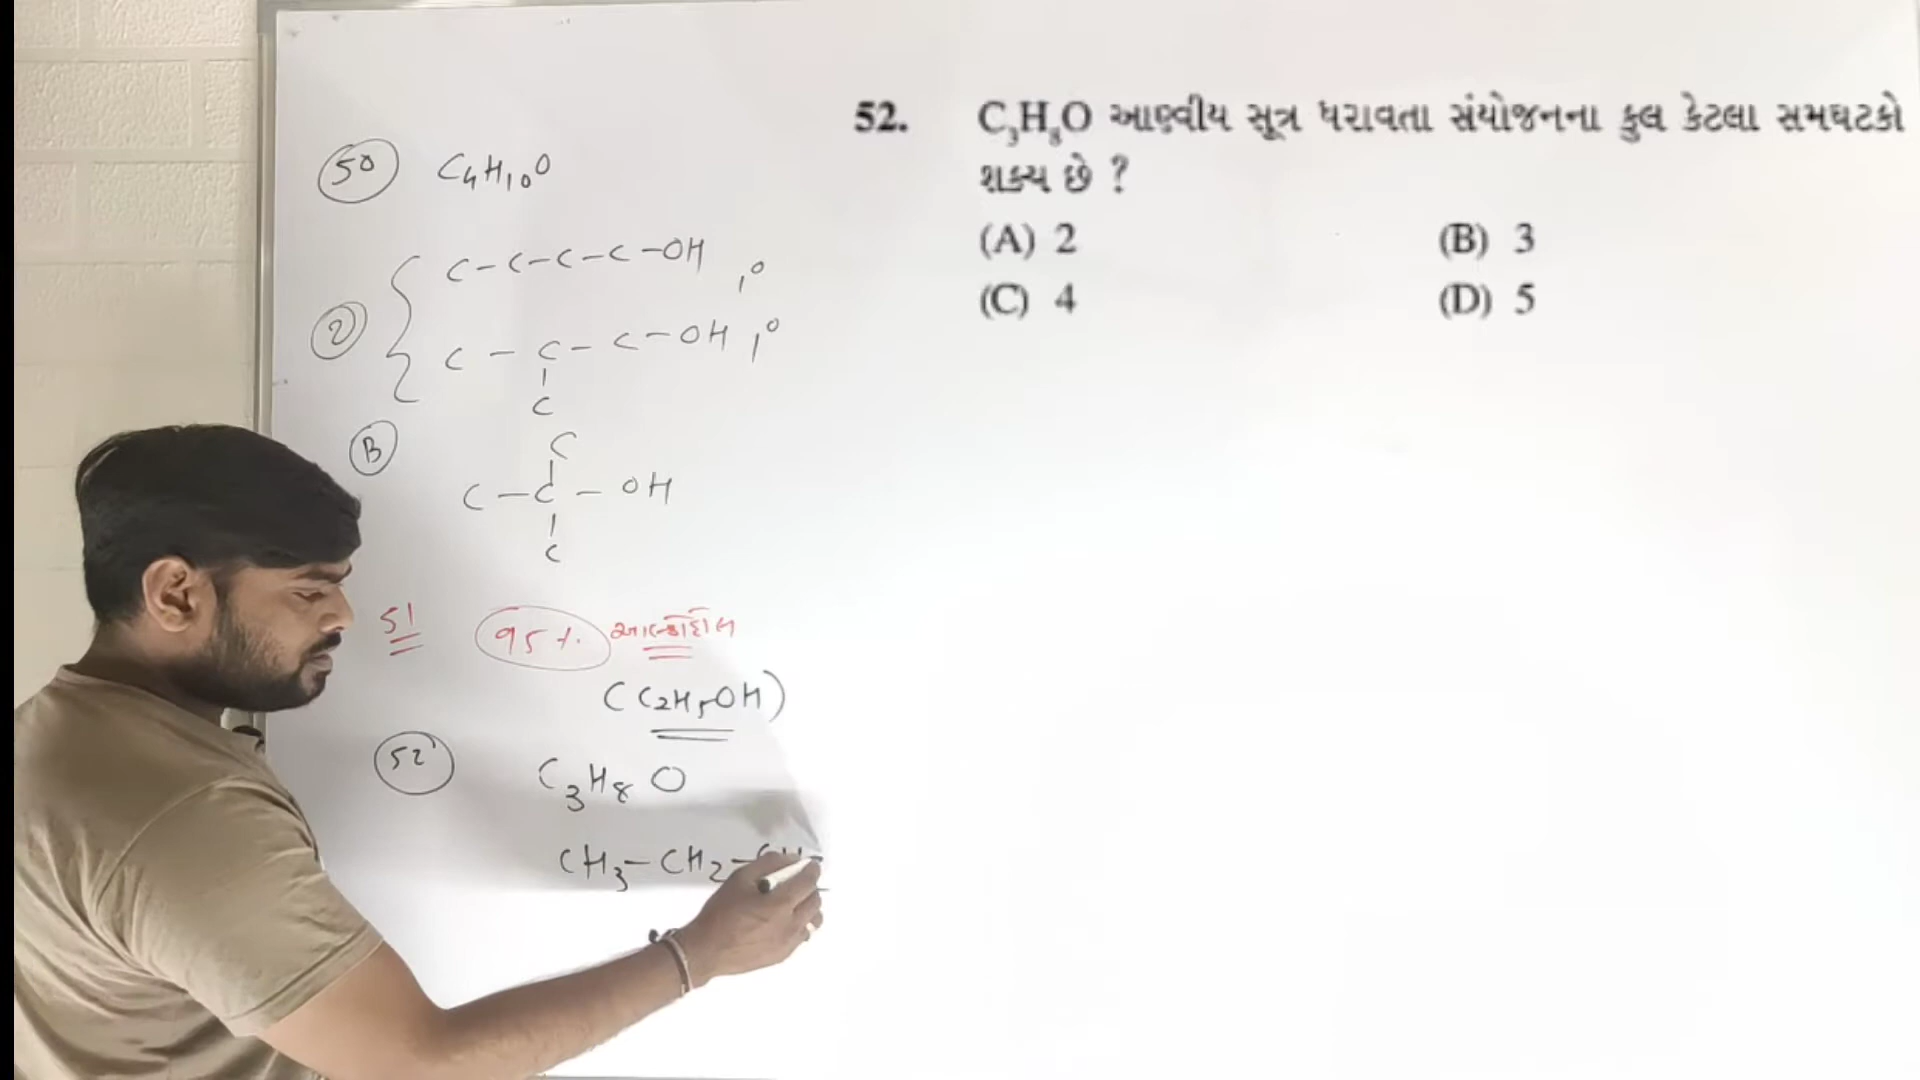 50 C4H10O
C-C-C-C-OH 1°
2
C-C-C-OH 1°
C
B
C
C-C-OH
C
51 95% આલ્કોહોલ
(C2H5OH)
52 C3H8O
CH3-CH2-CH
52. C3H8O આણ્વીય સૂત્ર ધરાવતા સંયોજનના કુલ કેટલા સમઘટકો
શક્ય છે ?
(A) 2 (B) 3
(C) 4 (D) 5